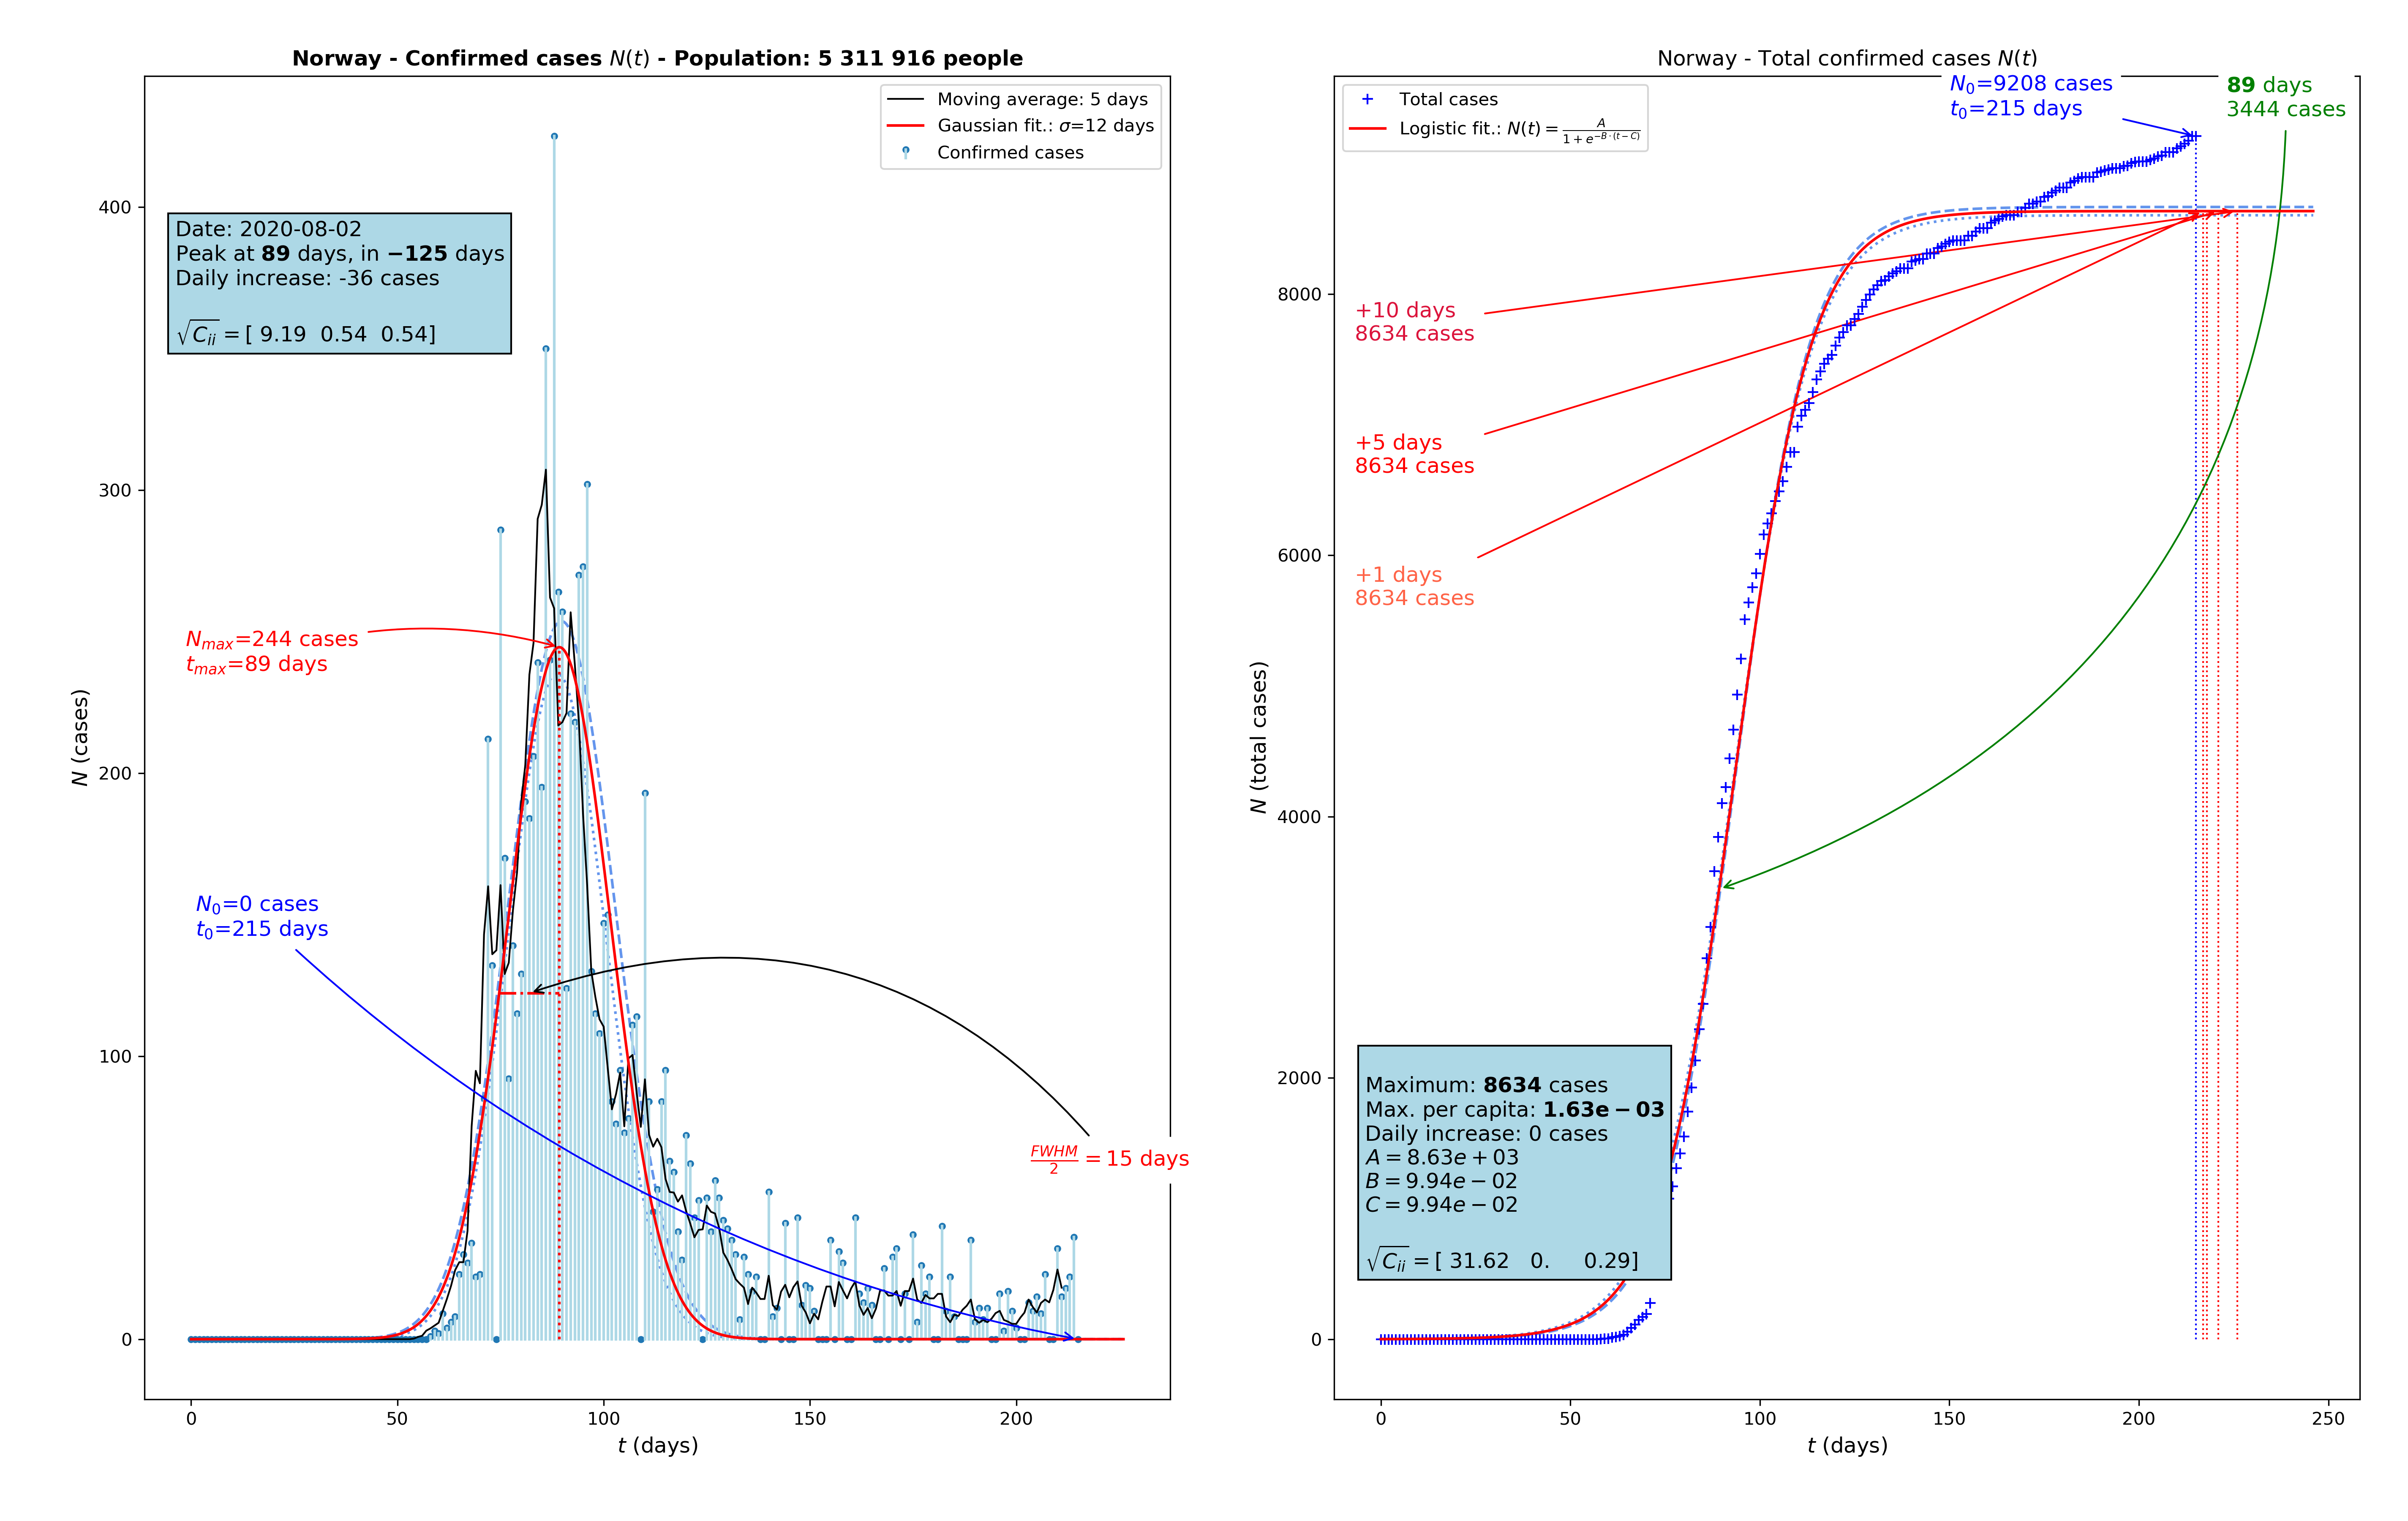 Norway - Confirmed cases N(t) - Population: 5 311 916 people
Moving average: 5 days
Gaussian fit.: σ=12 days
Confirmed cases
Date: 2020-08-02
Peak at 89 days, in −125 days
Daily increase: -36 cases
√C_ii = [ 9.19 0.54 0.54]
N_max=244 cases
t_max=89 days
N_0=0 cases
t_0=215 days
FWHM/2 = 15 days
N (cases)
400
300
200
100
0
0 50 100 150 200
t (days)
Norway - Total confirmed cases N(t)
Total cases
Logistic fit.: N(t) = A/(1 + e^{−B·(t−C)})
N_0=9208 cases
t_0=215 days
89 days
3444 cases
+10 days
8634 cases
+5 days
8634 cases
+1 days
8634 cases
Maximum: 8634 cases
Max. per capita: 1.63e − 03
Daily increase: 0 cases
A = 8.63e + 03
B = 9.94e − 02
C = 9.94e − 02
√C_ii = [ 31.62 0. 0.29]
N (total cases)
8000
6000
4000
2000
0
0 50 100 150 200 250
t (days)